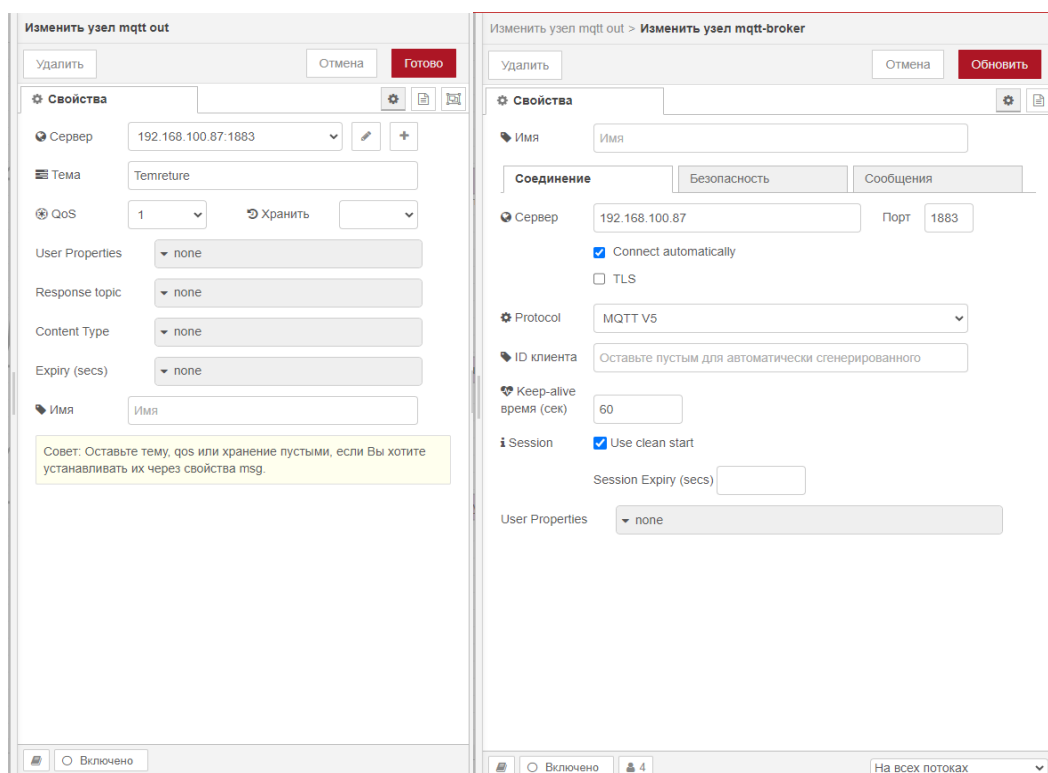 Изменить узел mqtt out
Удалить
Отмена
Готово
Свойства
Сервер
192.168.100.87:1883
Тема
Temreture
QoS
1
Хранить
User Properties
none
Response topic
none
Content Type
none
Expiry (secs)
none
Имя
Имя
Совет: Оставьте тему, qos или хранение пустыми, если Вы хотите
устанавливать их через свойства msg.
Включено
Изменить узел mqtt out > Изменить узел mqtt-broker
Удалить
Отмена
Обновить
Свойства
Имя
Имя
Соединение
Безопасность
Сообщения
Сервер
192.168.100.87
Порт
1883
Connect automatically
TLS
Protocol
MQTT V5
ID клиента
Оставьте пустым для автоматически сгенерированного
Keep-alive
время (сек)
60
Session
Use clean start
Session Expiry (secs)
User Properties
none
Включено
4
На всех потоках